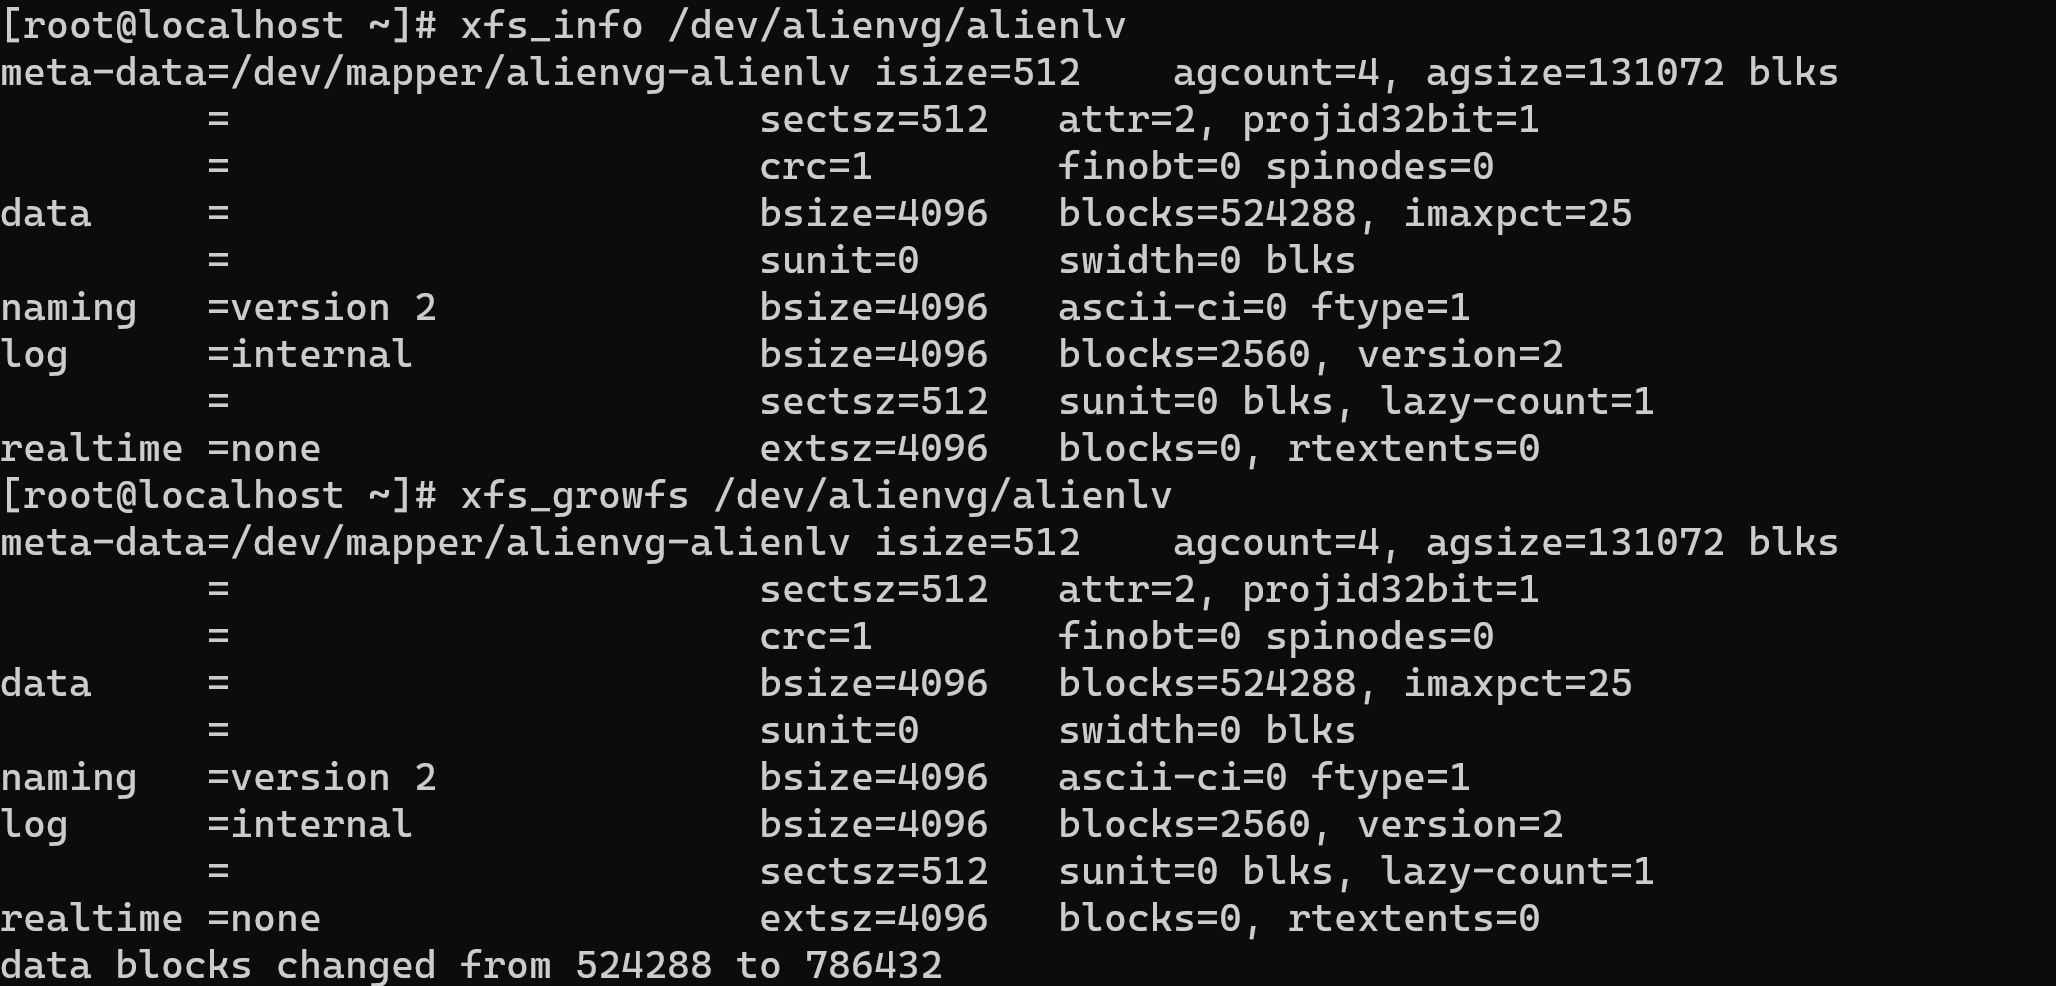 [root@localhost ~]# xfs_info /dev/alienvg/alienlv
meta-data=/dev/mapper/alienvg-alienlv isize=512    agcount=4, agsize=131072 blks
         =                       sectsz=512   attr=2, projid32bit=1
         =                       crc=1        finobt=0 spinodes=0
data     =                       bsize=4096   blocks=524288, imaxpct=25
         =                       sunit=0      swidth=0 blks
naming   =version 2              bsize=4096   ascii-ci=0 ftype=1
log      =internal               bsize=4096   blocks=2560, version=2
         =                       sectsz=512   sunit=0 blks, lazy-count=1
realtime =none                   extsz=4096   blocks=0, rtextents=0
[root@localhost ~]# xfs_growfs /dev/alienvg/alienlv
meta-data=/dev/mapper/alienvg-alienlv isize=512    agcount=4, agsize=131072 blks
         =                       sectsz=512   attr=2, projid32bit=1
         =                       crc=1        finobt=0 spinodes=0
data     =                       bsize=4096   blocks=524288, imaxpct=25
         =                       sunit=0      swidth=0 blks
naming   =version 2              bsize=4096   ascii-ci=0 ftype=1
log      =internal               bsize=4096   blocks=2560, version=2
         =                       sectsz=512   sunit=0 blks, lazy-count=1
realtime =none                   extsz=4096   blocks=0, rtextents=0
data blocks changed from 524288 to 786432